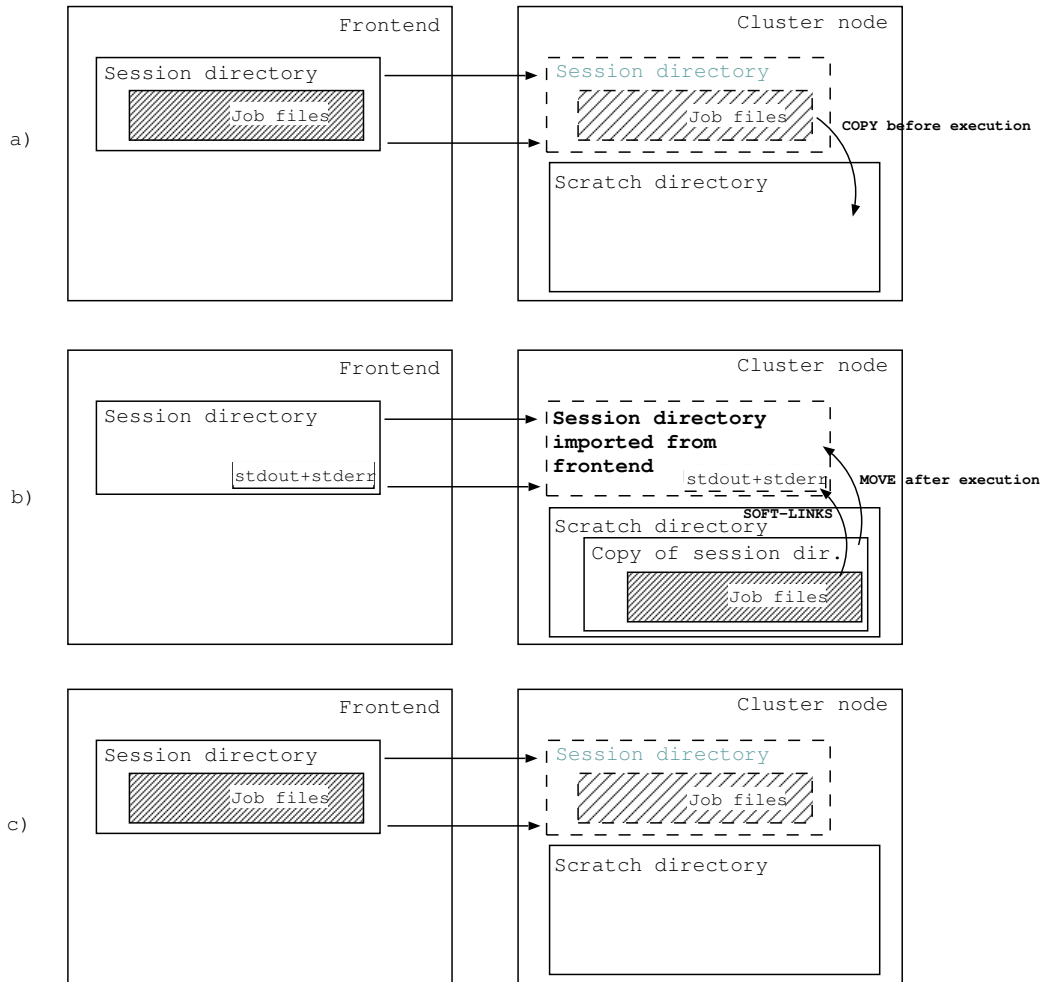 Frontend
Cluster node
Session directory
Session directory
Job files
Job files
a)
COPY before execution
Scratch directory
Frontend
Cluster node
Session directory
Session directory
imported from
frontend
stdout+stderr
stdout+stderr
MOVE after execution
b)
SOFT-LINKS
Scratch directory
Copy of session dir.
Job files
Frontend
Cluster node
Session directory
Session directory
Job files
Job files
c)
Scratch directory